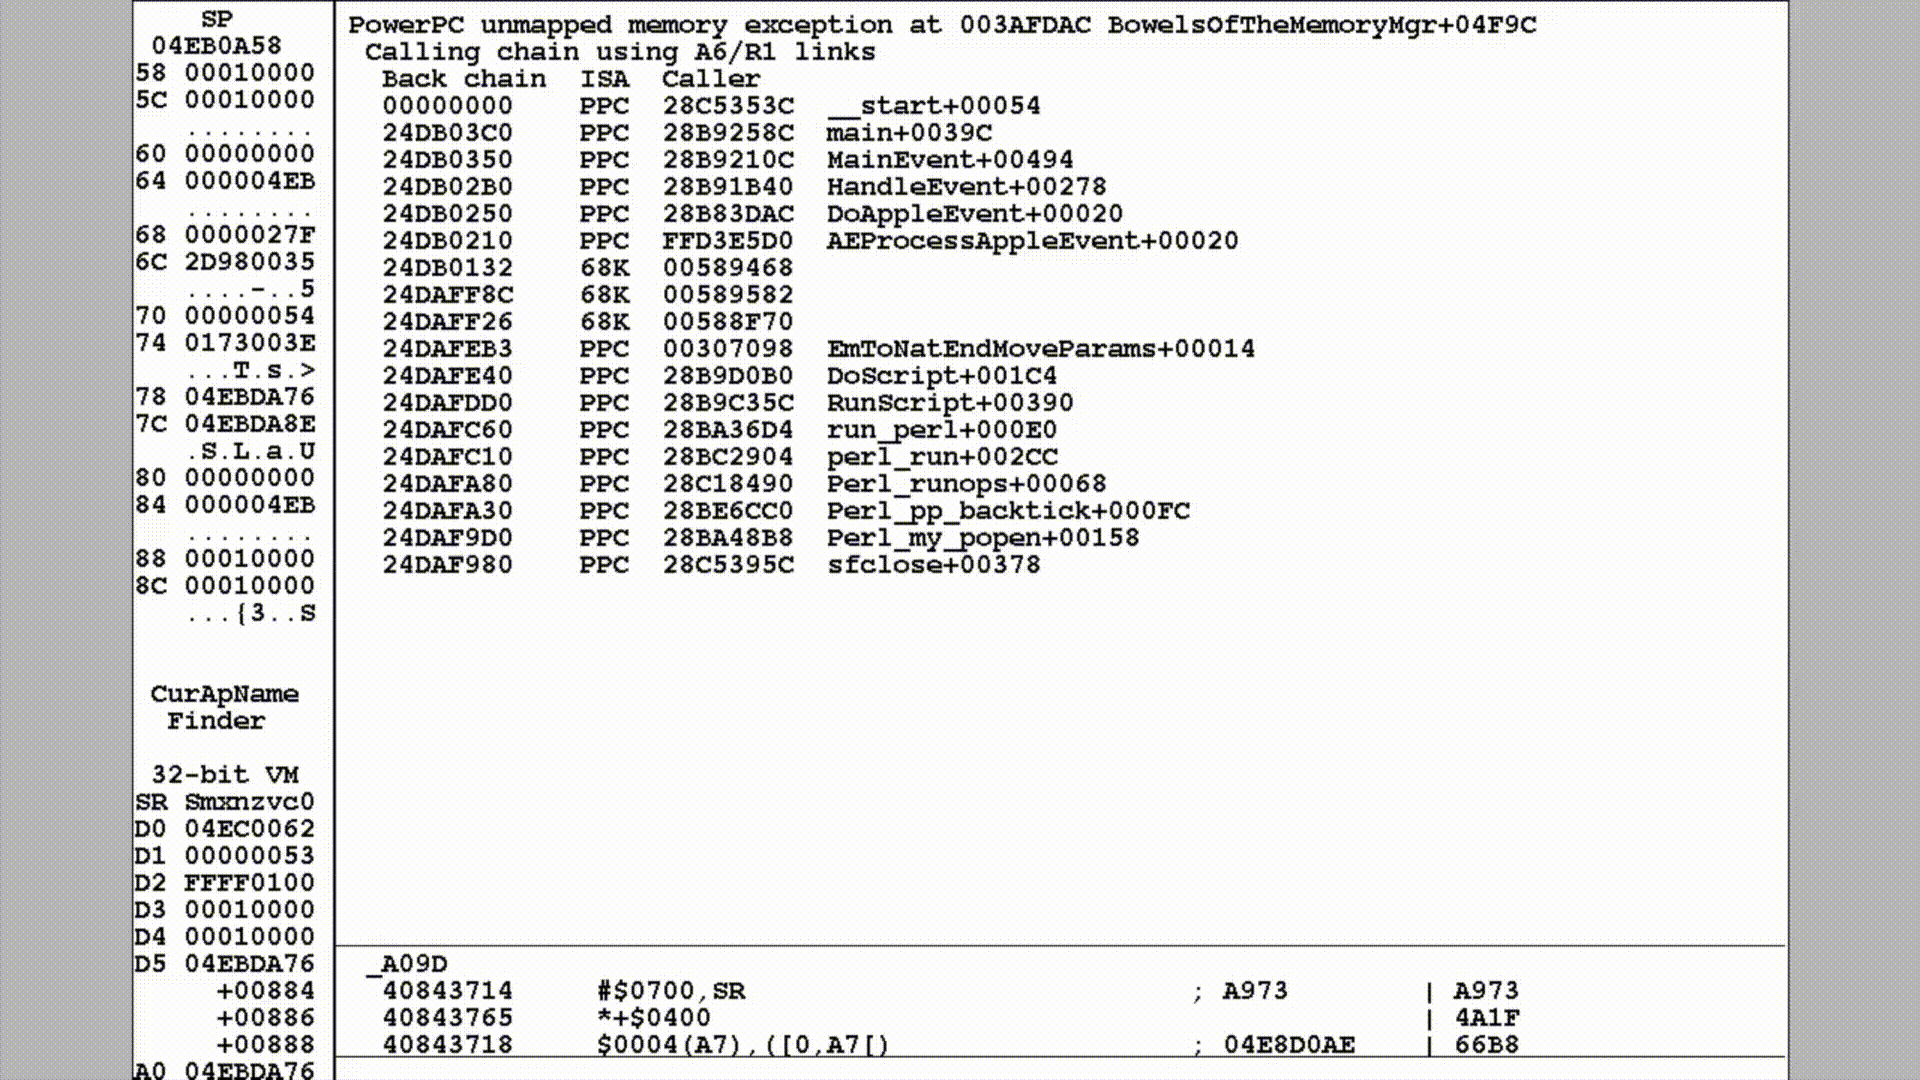 SP
04EB0A58
58 00010000
5C 00010000
........
60 00000000
64 000004EB
........
68 0000027F
6C 2D980035
....-..5
70 00000054
74 0173003E
...T.s.>
78 04EBDA76
7C 04EBDA8E
.S.L.a.U
80 00000000
84 000004EB
........
88 00010000
8C 00010000
...{3..S
CurApName
Finder
32-bit VM
SR Smxnzvc0
D0 04EC0062
D1 00000053
D2 FFFF0100
D3 00010000
D4 00010000
D5 04EBDA76
+00884
+00886
+00888
A0 04EBDA76
PowerPC unmapped memory exception at 003AFDAC BowelsOfTheMemoryMgr+04F9C
Calling chain using A6/R1 links
Back chain ISA Caller
00000000 PPC 28C5353C __start+00054
24DB03C0 PPC 28B9258C main+0039C
24DB0350 PPC 28B9210C MainEvent+00494
24DB02B0 PPC 28B91B40 HandleEvent+00278
24DB0250 PPC 28B83DAC DoAppleEvent+00020
24DB0210 PPC FFD3E5D0 AEProcessAppleEvent+00020
24DB0132 68K 00589468
24DAFF8C 68K 00589582
24DAFF26 68K 00588F70
24DAFEB3 PPC 00307098 EmToNatEndMoveParams+00014
24DAFE40 PPC 28B9D0B0 DoScript+001C4
24DAFDD0 PPC 28B9C35C RunScript+00390
24DAFC60 PPC 28BA36D4 run_perl+000E0
24DAFC10 PPC 28BC2904 perl_run+002CC
24DAFA80 PPC 28C18490 Perl_runops+00068
24DAFA30 PPC 28BE6CC0 Perl_pp_backtick+000FC
24DAF9D0 PPC 28BA48B8 Perl_my_popen+00158
24DAF980 PPC 28C5395C sfclose+00378
_A09D
40843714 #$0700,SR ; A973 | A973
40843765 *+$0400 | 4A1F
40843718 $0004(A7),([0,A7[) ; 04E8D0AE | 66B8